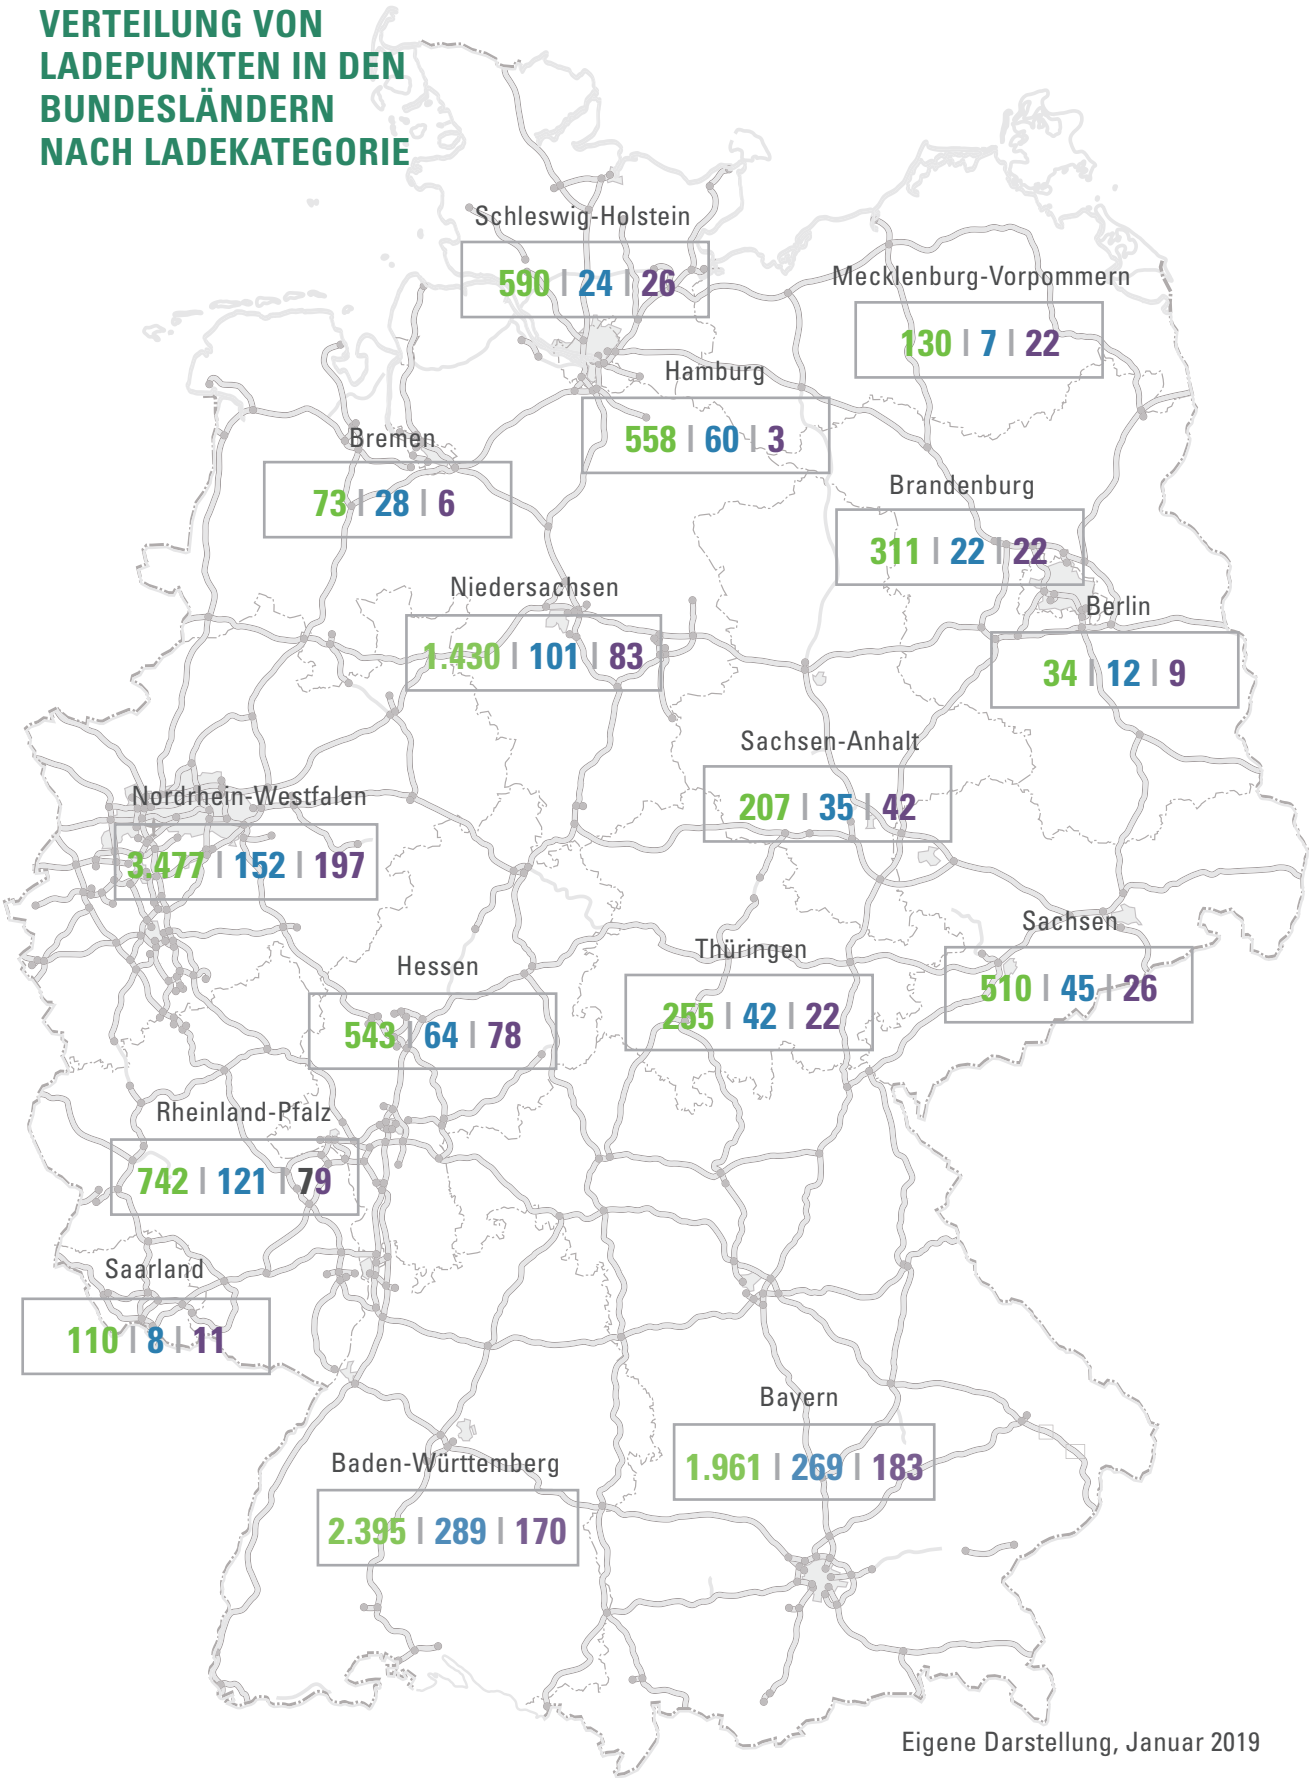 VERTEILUNG VON
LADEPUNKTEN IN DEN
BUNDESLÄNDERN
NACH LADEKATEGORIE
Schleswig-Holstein
590 | 24 | 26
Mecklenburg-Vorpommern
130 | 7 | 22
Hamburg
558 | 60 | 3
Bremen
73 | 28 | 6
Brandenburg
311 | 22 | 22
Niedersachsen
1.430 | 101 | 83
Berlin
34 | 12 | 9
Sachsen-Anhalt
207 | 35 | 42
Nordrhein-Westfalen
3.477 | 152 | 197
Sachsen
510 | 45 | 26
Thüringen
255 | 42 | 22
Hessen
543 | 64 | 78
Rheinland-Pfalz
742 | 121 | 79
Saarland
110 | 8 | 11
Bayern
1.961 | 269 | 183
Baden-Württemberg
2.395 | 289 | 170
Eigene Darstellung, Januar 2019